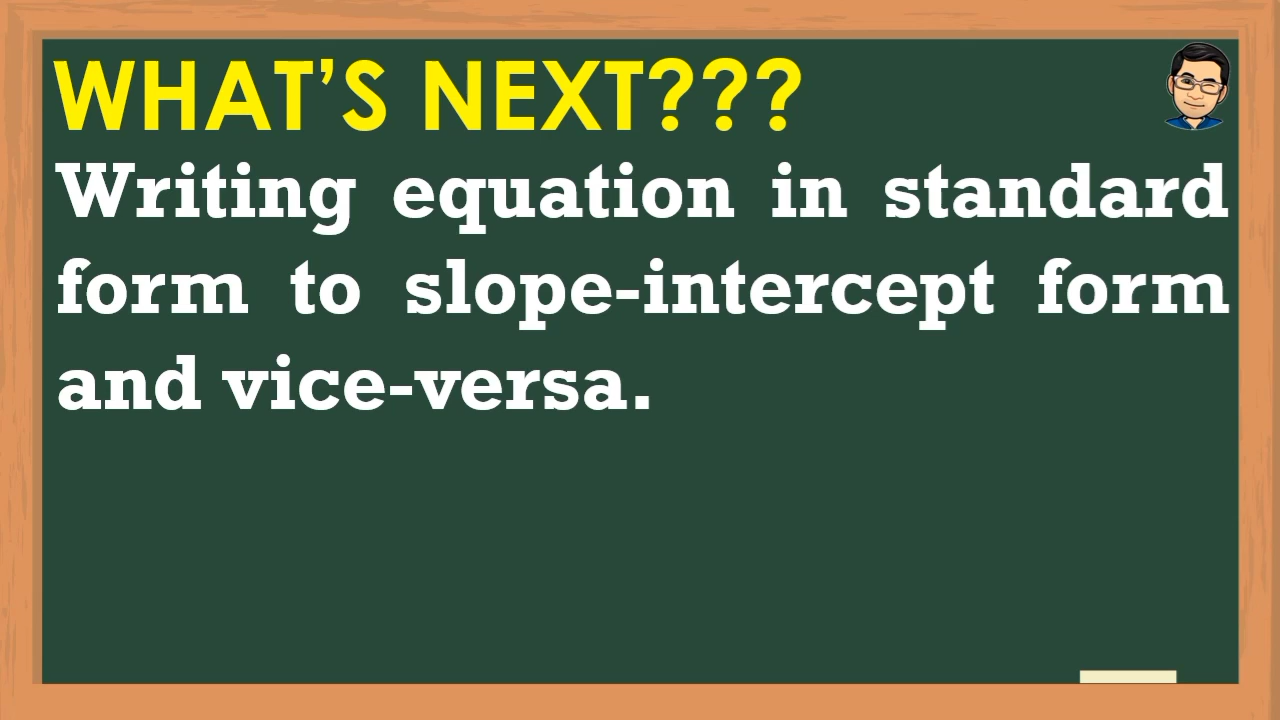 WHAT’S NEXT???
Writing equation in standard
form to slope-intercept form
and vice-versa.